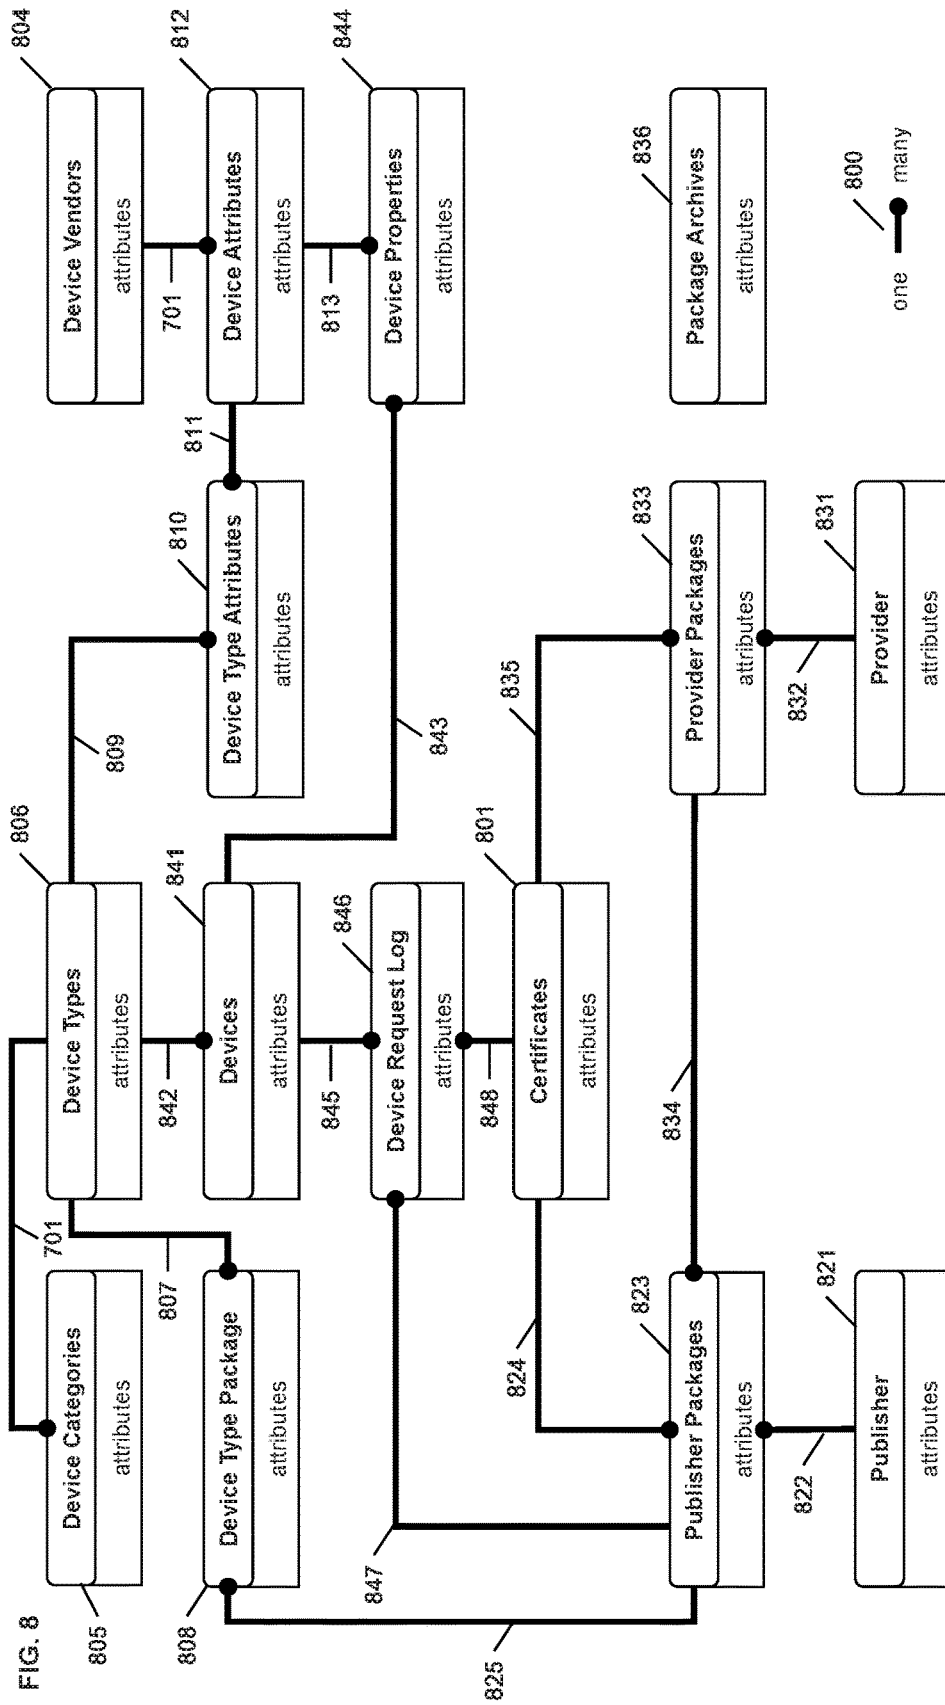 FIG. 8
805
Device Categories
attributes
701
806
Device Types
attributes
804
Device Vendors
attributes
808
Device Type Package
attributes
807
842
841
Devices
attributes
809
810
Device Type Attributes
attributes
811
701
812
Device Attributes
attributes
813
844
Device Properties
attributes
845
846
Device Request Log
attributes
843
847
848
801
Certificates
attributes
824
835
825
823
Publisher Packages
attributes
834
833
Provider Packages
attributes
836
Package Archives
attributes
822
821
Publisher
attributes
832
831
Provider
attributes
800
one many